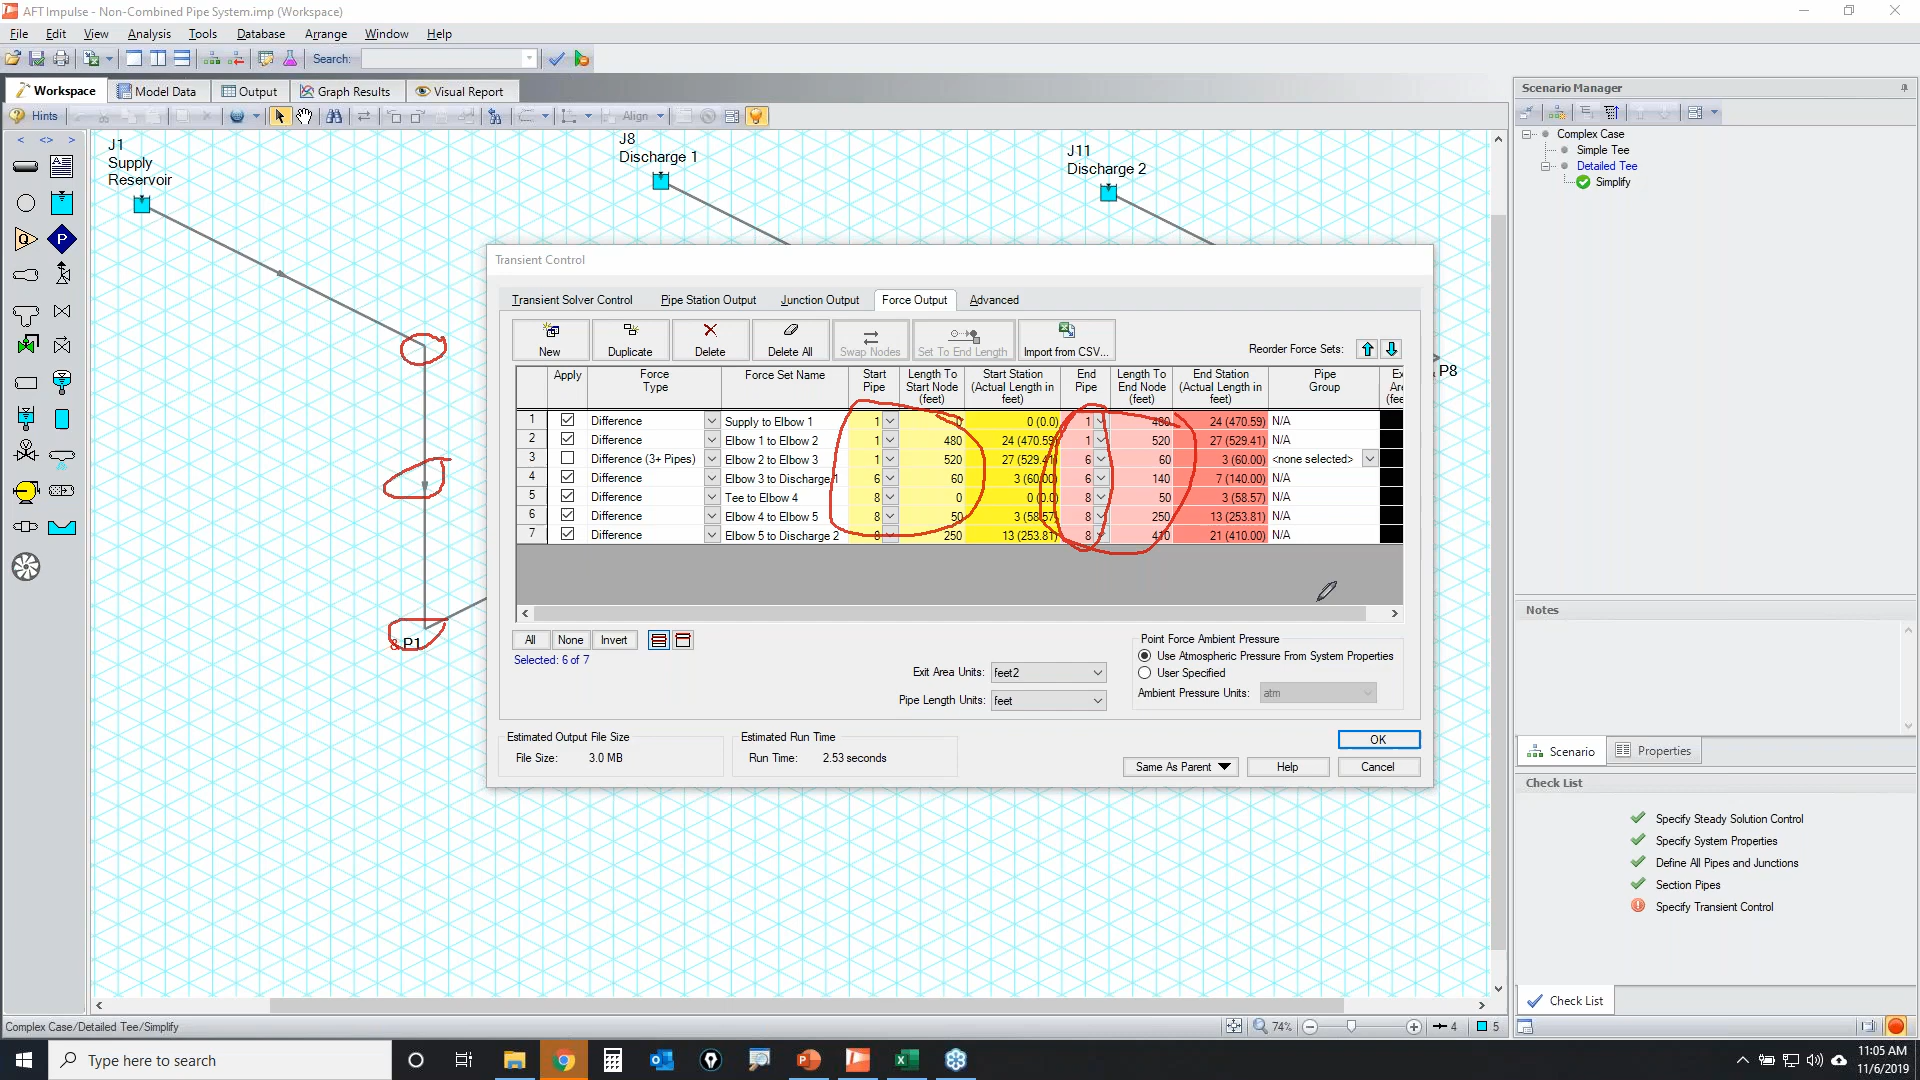 AFT Impulse - Non-Combined Pipe System.imp (Workspace)
File Edit View Analysis Tools Database Arrange Window Help
Search:
Workspace Model Data Output Graph Results Visual Report
Hints Align
< <> >
J1
Supply
Reservoir
J8
Discharge 1
J11
Discharge 2
P8
& P1
Transient Control
Transient Solver Control Pipe Station Output Junction Output Force Output Advanced
New Duplicate Delete Delete All Swap Nodes Set To End Length Import from CSV... Reorder Force Sets:
Apply Force Type Force Set Name Start Pipe Length To Start Node (feet) Start Station (Actual Length in feet) End Pipe Length To End Node (feet) End Station (Actual Length in feet) Pipe Group
1 Difference Supply to Elbow 1 1 0 0 (0.0) 1 480 24 (470.59) N/A
2 Difference Elbow 1 to Elbow 2 1 480 24 (470.59) 1 520 27 (529.41) N/A
3 Difference (3+ Pipes) Elbow 2 to Elbow 3 1 520 27 (529.41) 6 60 3 (60.00) <none selected>
4 Difference Elbow 3 to Discharge 1 6 60 3 (60.00) 6 140 7 (140.00) N/A
5 Difference Tee to Elbow 4 8 0 0 (0.0) 8 50 3 (58.57) N/A
6 Difference Elbow 4 to Elbow 5 8 50 3 (58.57) 8 250 13 (253.81) N/A
7 Difference Elbow 5 to Discharge 2 8 250 13 (253.81) 8 410 21 (410.00) N/A
All None Invert
Selected: 6 of 7
Exit Area Units: feet2
Pipe Length Units: feet
Point Force Ambient Pressure
Use Atmospheric Pressure From System Properties
User Specified
Ambient Pressure Units: atm
Estimated Output File Size
File Size: 3.0 MB
Estimated Run Time
Run Time: 2.53 seconds
OK
Same As Parent Help Cancel
Scenario Manager
Complex Case
Simple Tee
Detailed Tee
Simplify
Notes
Scenario Properties
Check List
Specify Steady Solution Control
Specify System Properties
Define All Pipes and Junctions
Section Pipes
Specify Transient Control
Check List
Complex Case/Detailed Tee/Simplify
74% 4 5
Type here to search
11:05 AM
11/6/2019